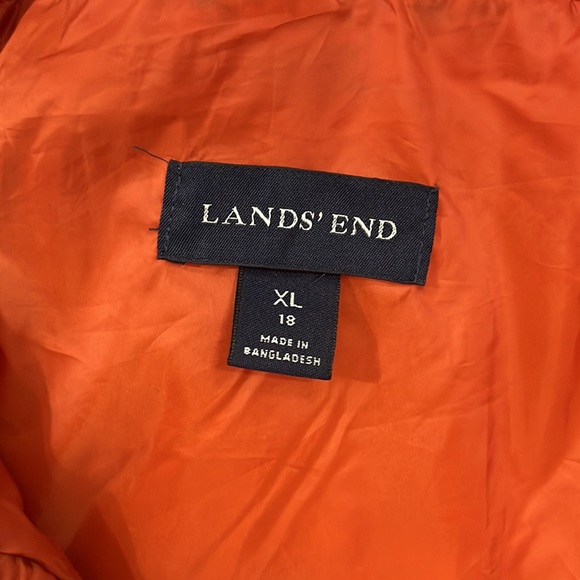 LANDS' END
XL
18
MADE IN
BANGLADESH